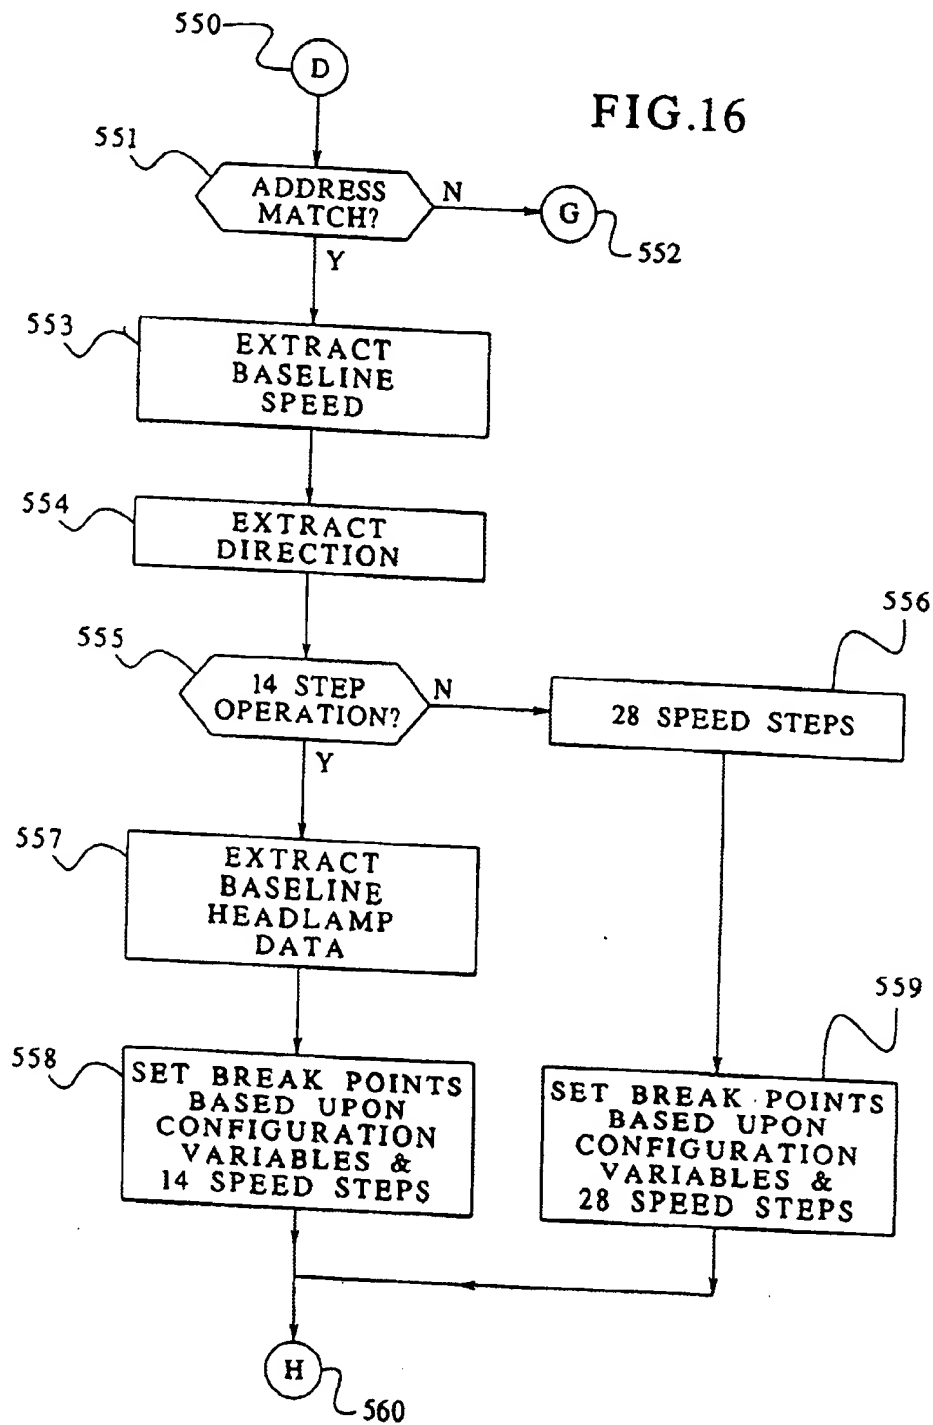 550
D
FIG.16
551
ADDRESS
MATCH?
N
G
552
Y
553
EXTRACT
BASELINE
SPEED
554
EXTRACT
DIRECTION
555
14 STEP
OPERATION?
N
556
28 SPEED STEPS
Y
557
EXTRACT
BASELINE
HEADLAMP
DATA
558
SET BREAK POINTS
BASED UPON
CONFIGURATION
VARIABLES &
14 SPEED STEPS
559
SET BREAK POINTS
BASED UPON
CONFIGURATION
VARIABLES &
28 SPEED STEPS
H
560